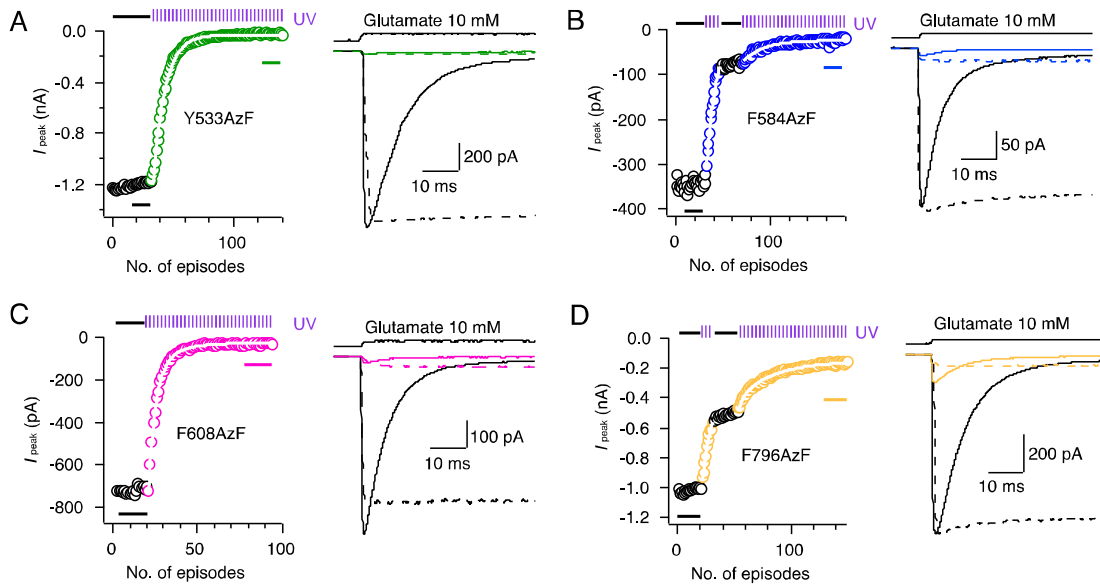 A
UV
Glutamate 10 mM
0.0
-0.4
-0.8
-1.2
I peak (nA)
Y533AzF
200 pA
10 ms
0
100
No. of episodes
B
UV
Glutamate 10 mM
0
-100
-200
-300
-400
I peak (pA)
F584AzF
50 pA
10 ms
0
100
No. of episodes
C
UV
Glutamate 10 mM
0
-200
-400
-600
-800
I peak (pA)
F608AzF
100 pA
10 ms
0
50
100
No. of episodes
D
UV
Glutamate 10 mM
0
-0.2
-0.4
-0.6
-0.8
-1.0
-1.2
I peak (nA)
F796AzF
200 pA
10 ms
0
100
No. of episodes